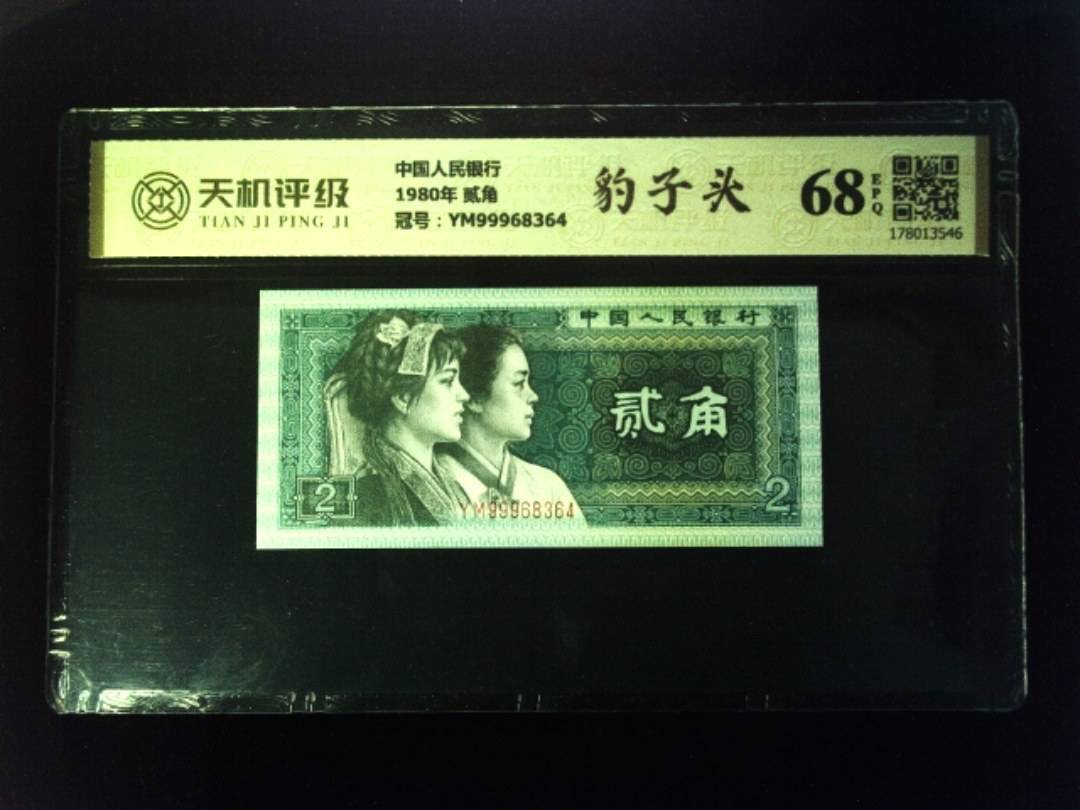 天机评级
TIAN JI PING JI
中国人民银行
1980年 贰角
冠号：YM99968364
豹子头
68
EPQ
178013546
中国人民银行
贰角
2
2
YM99968364